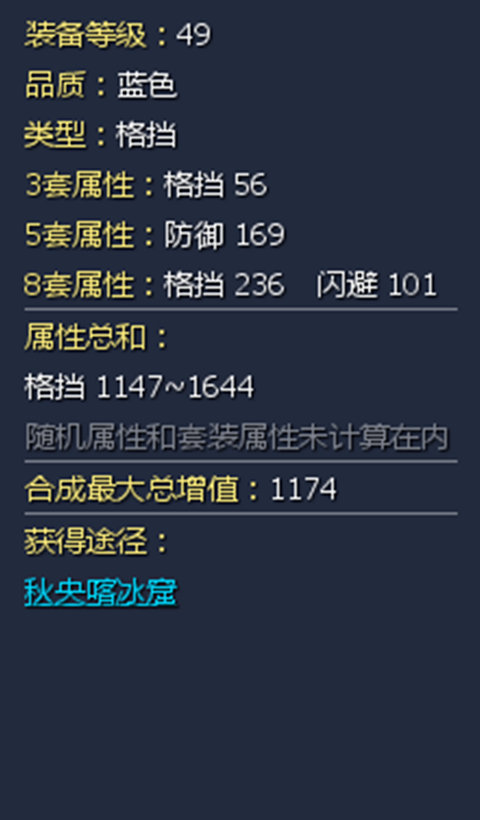 装备等级：49
品质：蓝色
类型：格挡
3套属性：格挡 56
5套属性：防御 169
8套属性：格挡 236 闪避 101
属性总和：
格挡 1147~1644
随机属性和套装属性未计算在内
合成最大总增值：1174
获得途径：
秋央喀冰窟